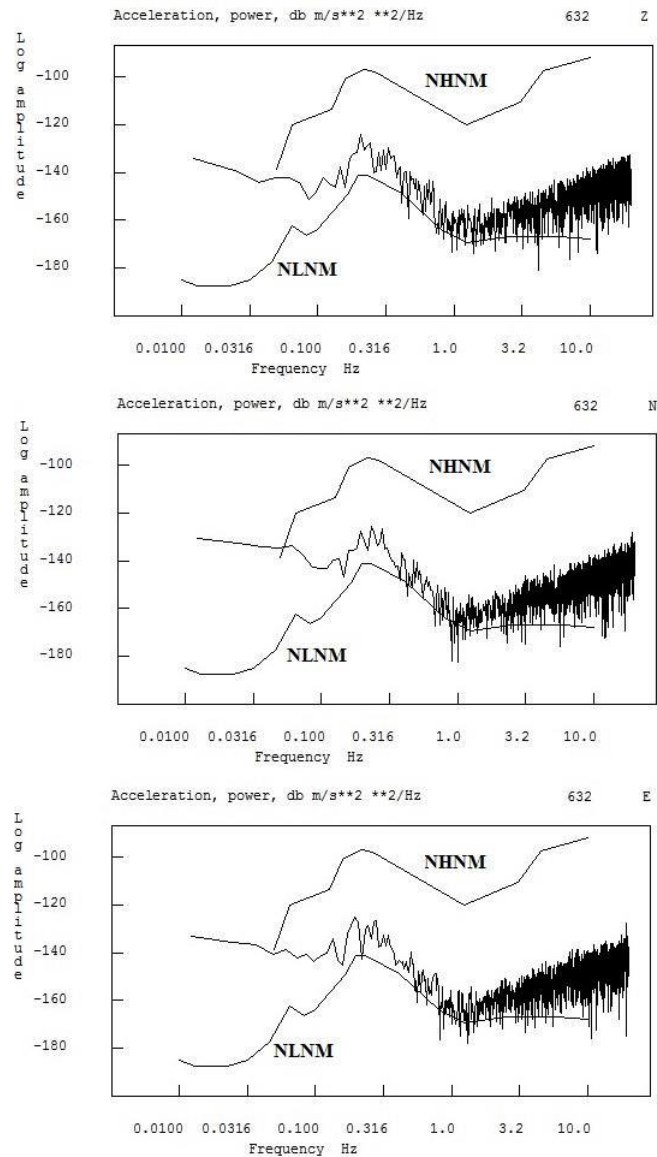 Acceleration, power, db m/s**2 **2/Hz 632 Z
Log amplitude
-100
NHNM
-120
-140
-160
-180
NLNM
0.0100 0.0316 0.100 0.316 1.0 3.2 10.0
Frequency Hz
Acceleration, power, db m/s**2 **2/Hz 632 N
Log amplitude
-100
NHNM
-120
-140
-160
-180
NLNM
0.0100 0.0316 0.100 0.316 1.0 3.2 10.0
Frequency Hz
Acceleration, power, db m/s**2 **2/Hz 632 E
Log amplitude
-100
NHNM
-120
-140
-160
-180
NLNM
0.0100 0.0316 0.100 0.316 1.0 3.2 10.0
Frequency Hz